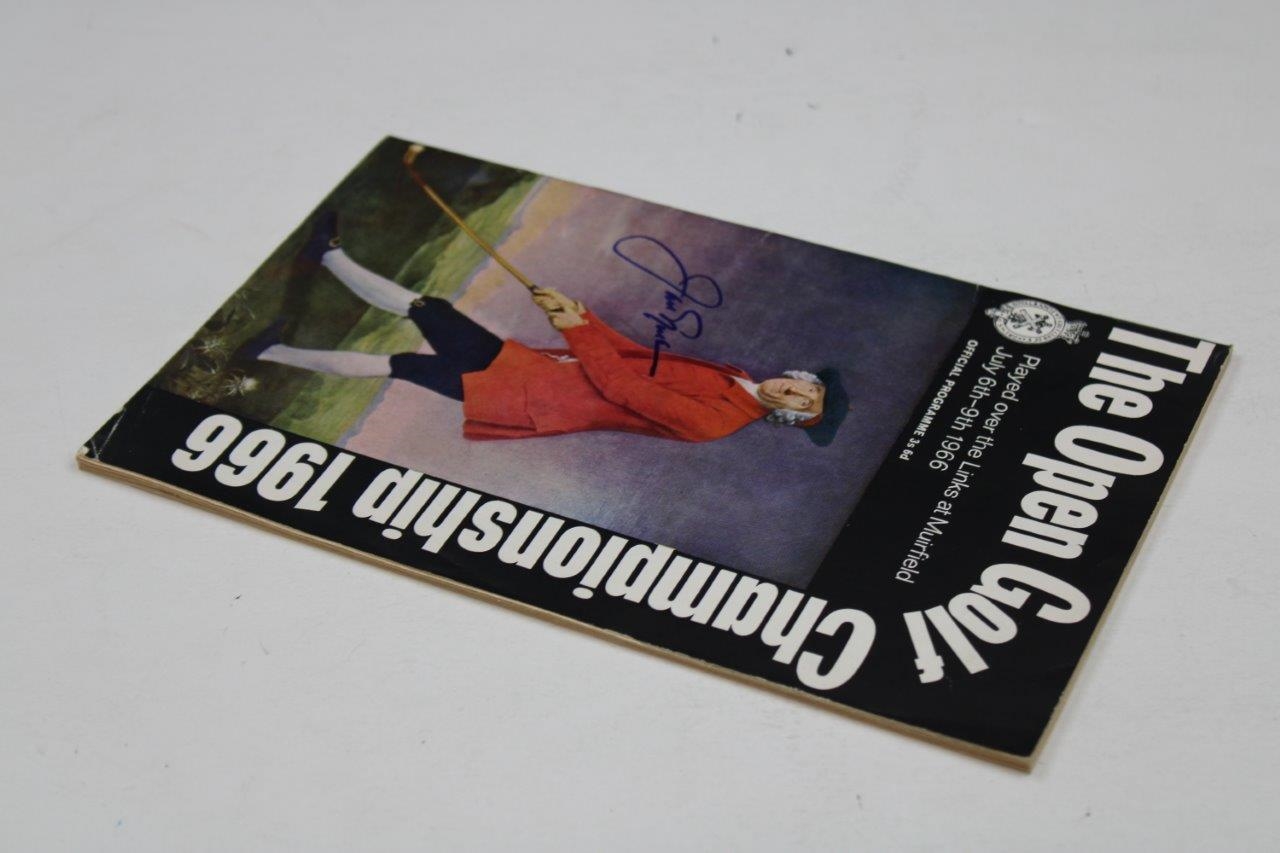 The Open Golf
Championship 1966
Played over the Links at Muirfield
July 6th-9th 1966
OFFICIAL PROGRAMME 3s 6d